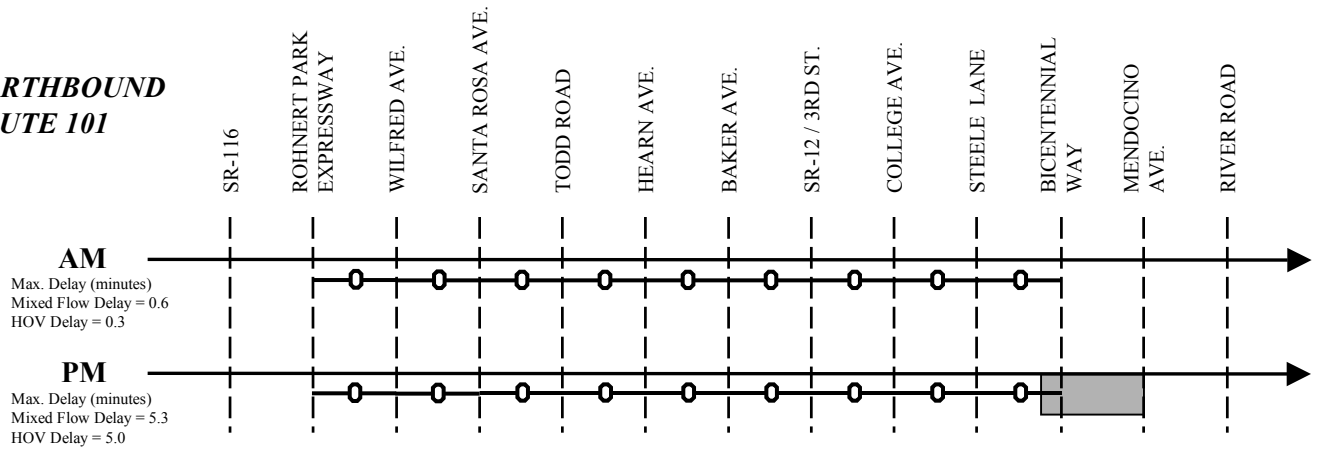 RTHBOUND
UTE 101
SR-116
ROHNERT PARK
EXPRESSWAY
WILFRED AVE.
SANTA ROSA AVE.
TODD ROAD
HEARN AVE.
BAKER AVE.
SR-12 / 3RD ST.
COLLEGE AVE.
STEELE LANE
BICENTENNIAL
WAY
MENDOCINO
AVE.
RIVER ROAD
AM
Max. Delay (minutes)
Mixed Flow Delay = 0.6
HOV Delay = 0.3
PM
Max. Delay (minutes)
Mixed Flow Delay = 5.3
HOV Delay = 5.0